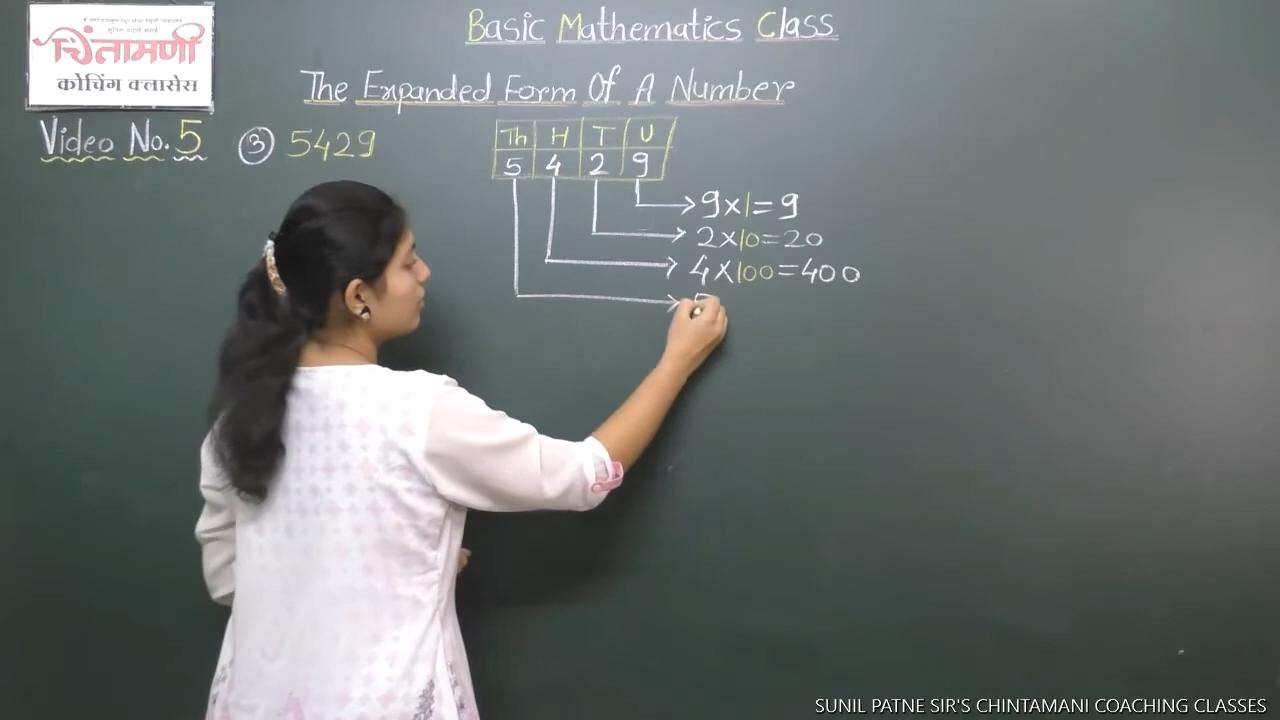 चिंतामणी
कोचिंग क्लासेस
Basic Mathematics Class
The Expanded Form Of A Number
Video No. 5
③ 5429
Th H T U
5 4 2 9
9×1=9
2×10=20
4×100=400
SUNIL PATNE SIR'S CHINTAMANI COACHING CLASSES